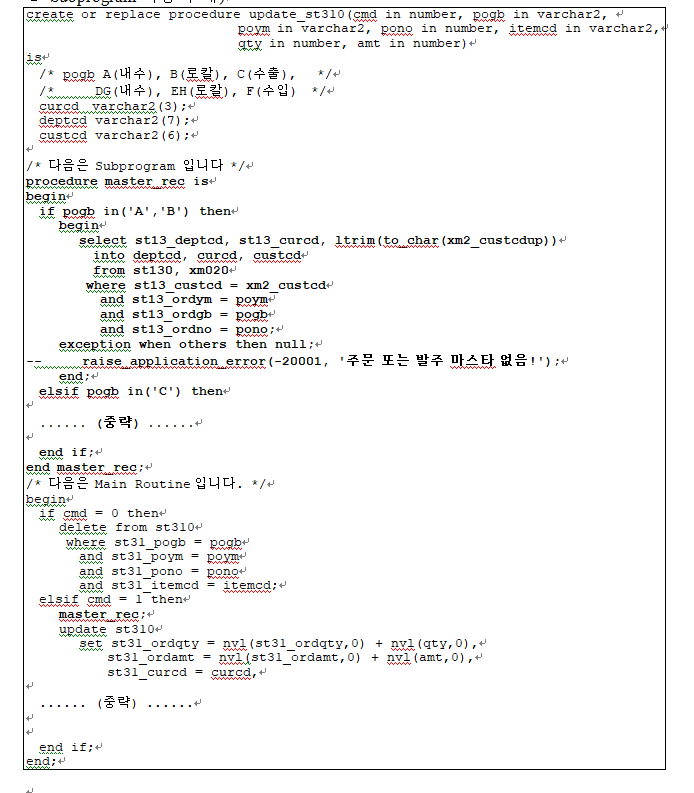 create or replace procedure update_st310(cmd in number, pogb in varchar2,
poym in varchar2, pono in number, itemcd in varchar2,
qty in number, amt in number)
is
/* pogb A(내수), B(로칼), C(수출),   */
/*      DG(내수), EH(로칼), F(수입)  */
curcd  varchar2(3);
deptcd varchar2(7);
custcd varchar2(6);
/* 다음은 Subprogram 입니다 */
procedure master_rec is
begin
if pogb in('A','B') then
begin
select st13_deptcd, st13_curcd, ltrim(to_char(xm2_custcdup))
into deptcd, curcd, custcd
from st130, xm020
where st13_custcd = xm2_custcd
and st13_ordym = poym
and st13_ordgb = pogb
and st13_ordno = pono;
exception when others then null;
--     raise_application_error(-20001, '주문 또는 발주 마스타 없음!');
end;
elsif pogb in('C') then
...... (중략) ......
end if;
end master_rec;
/* 다음은 Main Routine 입니다. */
begin
if cmd = 0 then
delete from st310
where st31_pogb = pogb
and st31_poym = poym
and st31_pono = pono
and st31_itemcd = itemcd;
elsif cmd = 1 then
master_rec;
update st310
set st31_ordqty = nvl(st31_ordqty,0) + nvl(qty,0),
st31_ordamt = nvl(st31_ordamt,0) + nvl(amt,0),
st31_curcd = curcd,
...... (중략) ......
end if;
end;